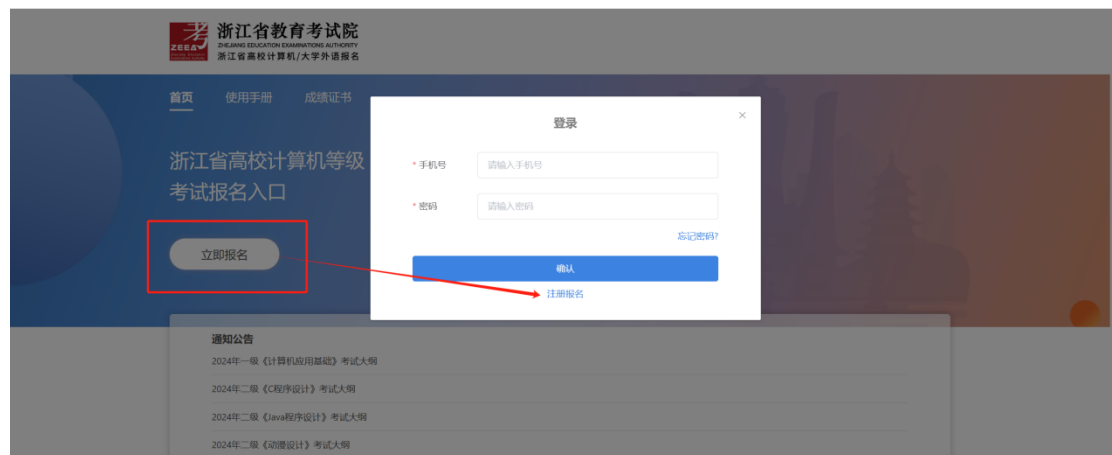 浙江省教育考试院
ZHEJIANG EDUCATION EXAMINATIONS AUTHORITY
浙江省高校计算机/大学外语报名
ZEEA
首页 使用手册 成绩证书
浙江省高校计算机等级
考试报名入口
立即报名
登录
×
* 手机号 请输入手机号
* 密码 请输入密码
忘记密码?
确认
注册报名
通知公告
2024年一级《计算机应用基础》考试大纲
2024年二级《C程序设计》考试大纲
2024年二级《Java程序设计》考试大纲
2024年二级《动漫设计》考试大纲